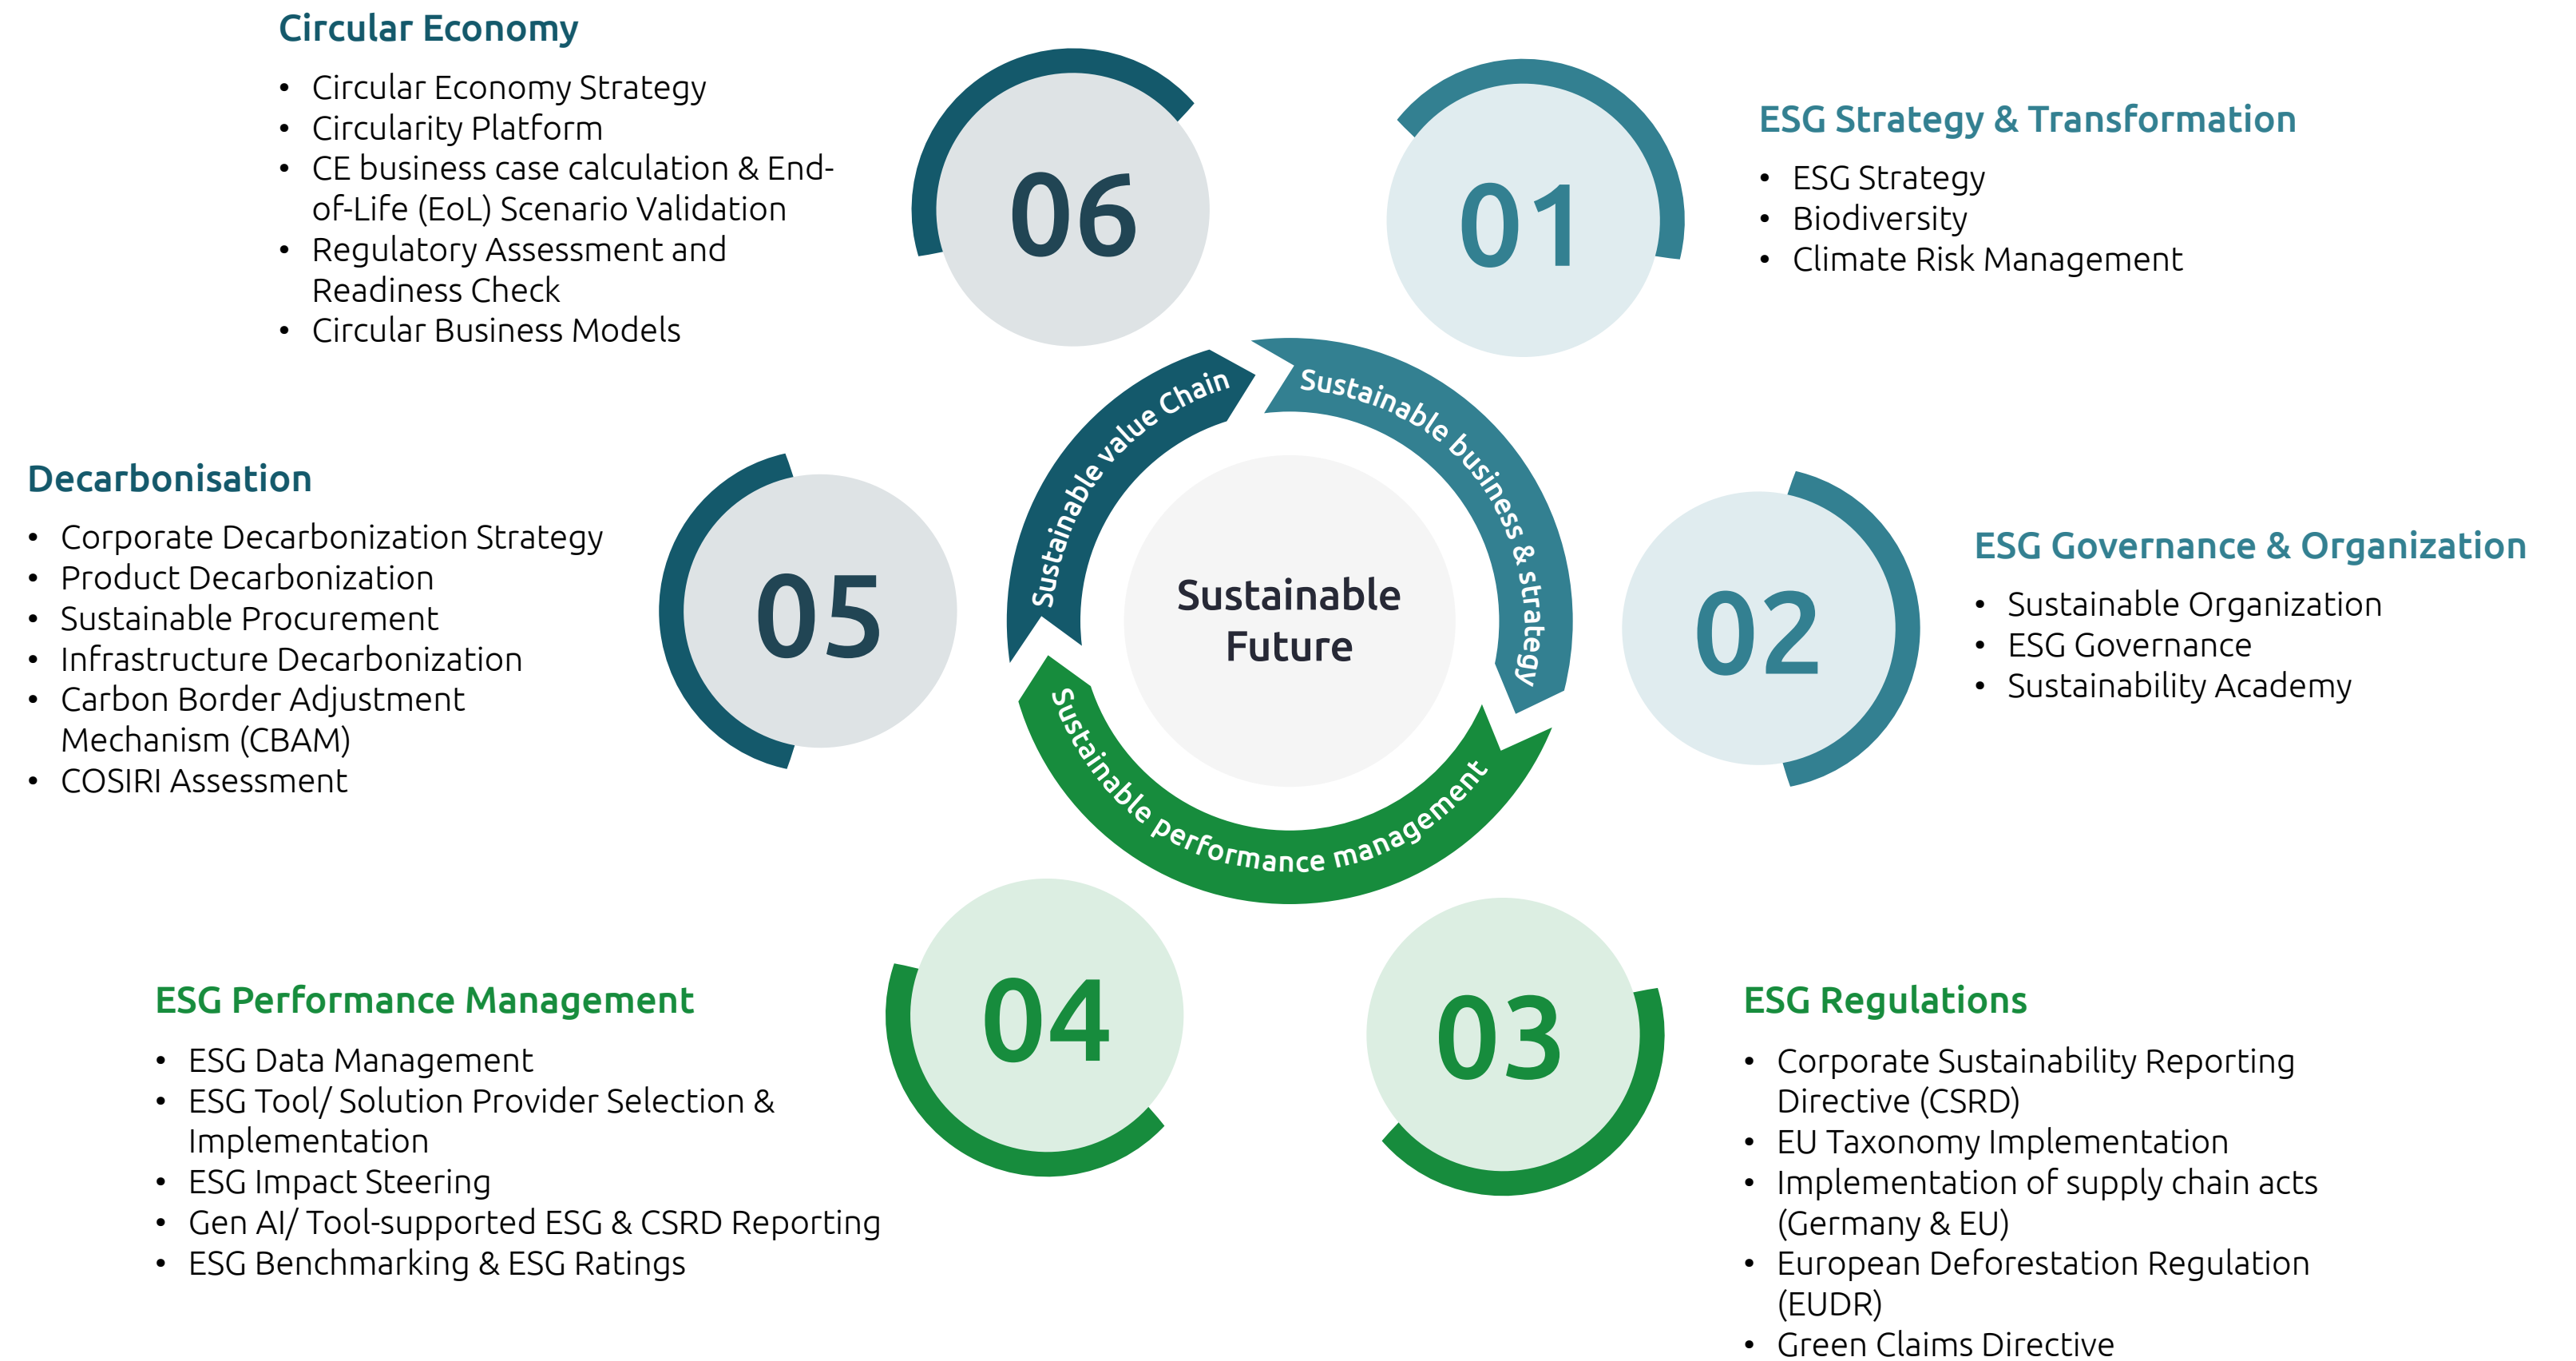 Circular Economy
• Circular Economy Strategy
• Circularity Platform
• CE business case calculation & End-
of-Life (EoL) Scenario Validation
• Regulatory Assessment and
Readiness Check
• Circular Business Models
06
01
ESG Strategy & Transformation
• ESG Strategy
• Biodiversity
• Climate Risk Management
Decarbonisation
• Corporate Decarbonization Strategy
• Product Decarbonization
• Sustainable Procurement
• Infrastructure Decarbonization
• Carbon Border Adjustment
Mechanism (CBAM)
• COSIRI Assessment
05
Sustainable value Chain
Sustainable business & strategy
Sustainable performance management
Sustainable
Future
02
ESG Governance & Organization
• Sustainable Organization
• ESG Governance
• Sustainability Academy
ESG Performance Management
• ESG Data Management
• ESG Tool/ Solution Provider Selection &
Implementation
• ESG Impact Steering
• Gen AI/ Tool-supported ESG & CSRD Reporting
• ESG Benchmarking & ESG Ratings
04
03
ESG Regulations
• Corporate Sustainability Reporting
Directive (CSRD)
• EU Taxonomy Implementation
• Implementation of supply chain acts
(Germany & EU)
• European Deforestation Regulation
(EUDR)
• Green Claims Directive